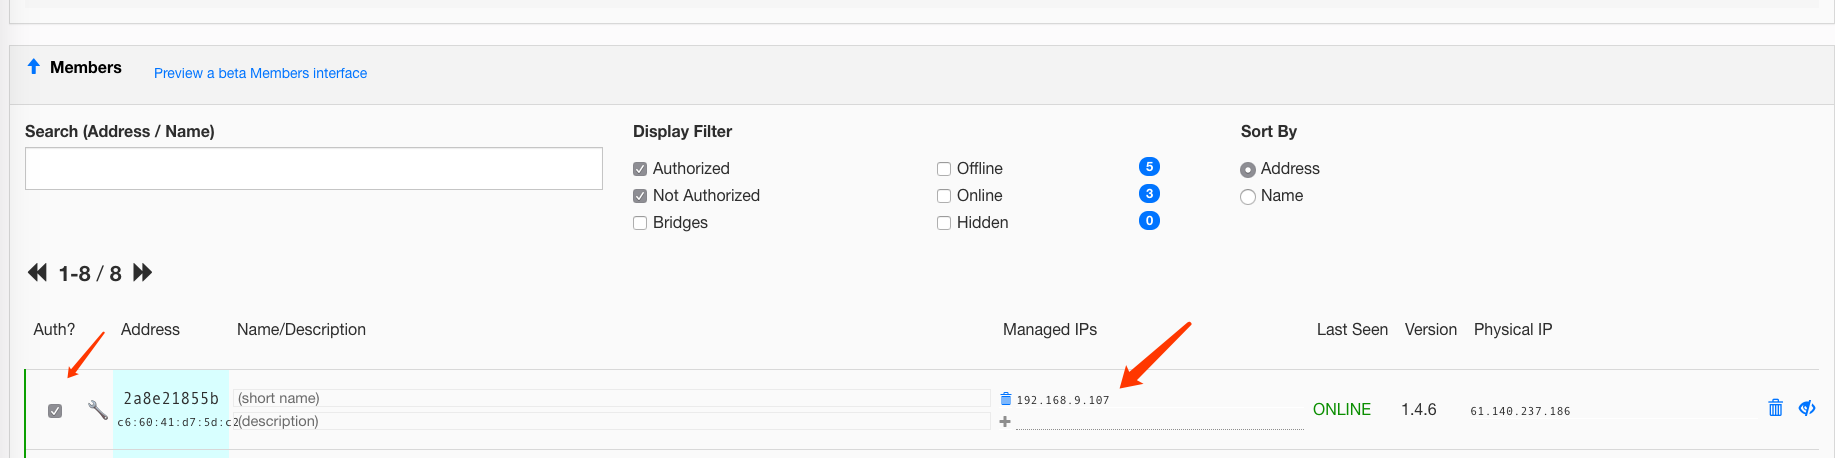 Members Preview a beta Members interface
Search (Address / Name) Display Filter Sort By
Authorized Offline 5 Address
Not Authorized Online 3 Name
Bridges Hidden 0
1-8 / 8
Auth? Address Name/Description Managed IPs Last Seen Version Physical IP
2a8e21855b (short name) 192.168.9.107
ONLINE 1.4.6 61.140.237.186
c6:60:41:d7:5d:c2 (description)